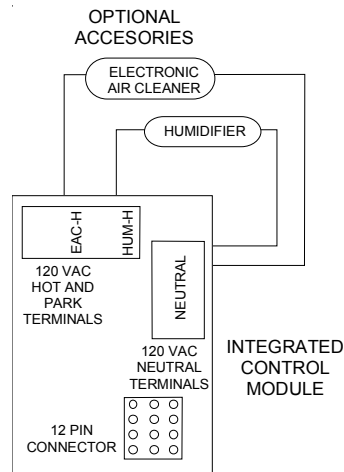 OPTIONAL
ACCESORIES
ELECTRONIC
AIR CLEANER
HUMIDIFIER
EAC-H
HUM-H
120 VAC
HOT AND
PARK
TERMINALS
NEUTRAL
120 VAC
NEUTRAL
TERMINALS
INTEGRATED
CONTROL
MODULE
12 PIN
CONNECTOR